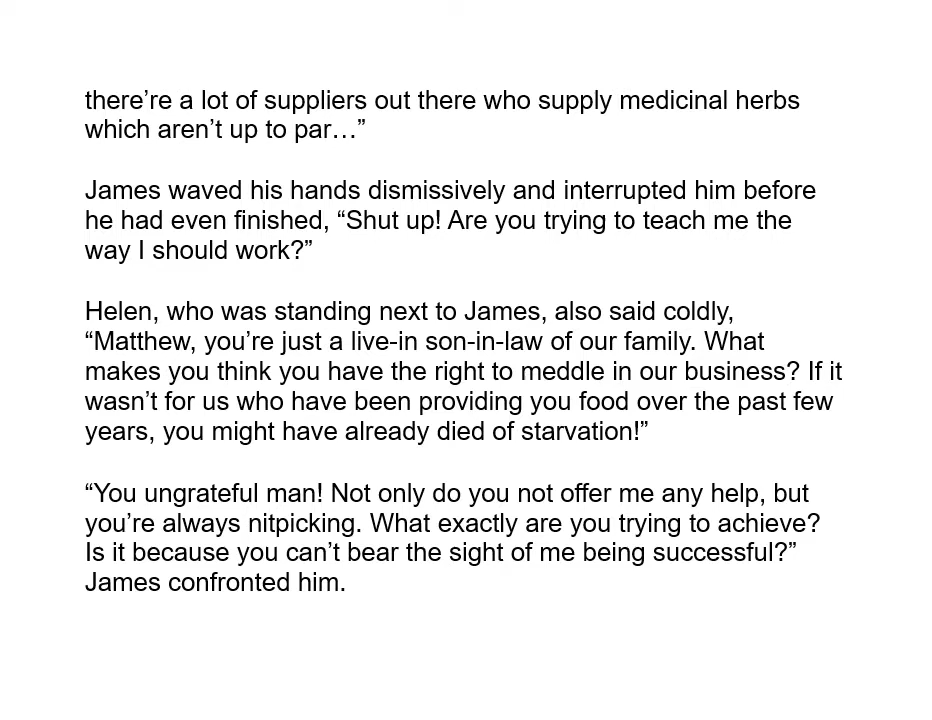 there’re a lot of suppliers out there who supply medicinal herbs
which aren’t up to par…”
James waved his hands dismissively and interrupted him before
he had even finished, “Shut up! Are you trying to teach me the
way I should work?”
Helen, who was standing next to James, also said coldly,
“Matthew, you’re just a live-in son-in-law of our family. What
makes you think you have the right to meddle in our business? If it
wasn’t for us who have been providing you food over the past few
years, you might have already died of starvation!”
“You ungrateful man! Not only do you not offer me any help, but
you’re always nitpicking. What exactly are you trying to achieve?
Is it because you can’t bear the sight of me being successful?”
James confronted him.